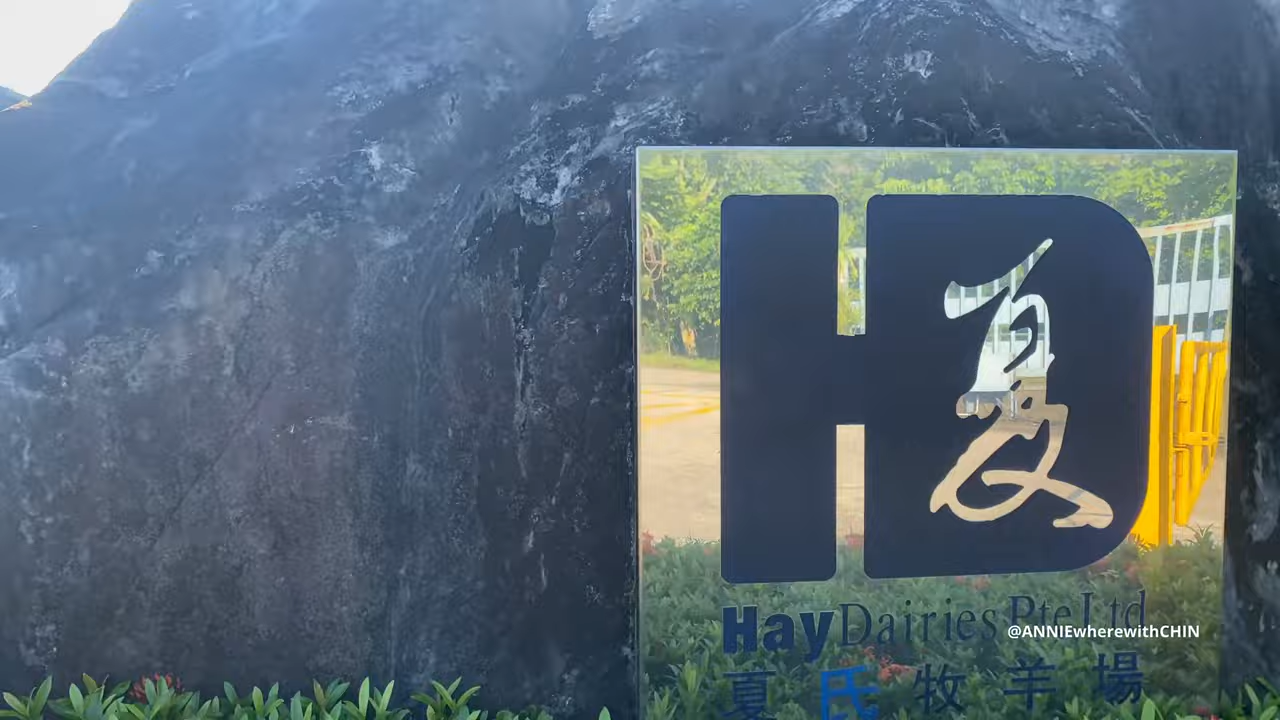 HD
夏
Hay Dairies Pte Ltd
@ANNIEwherewithCHIN
夏氏牧羊場